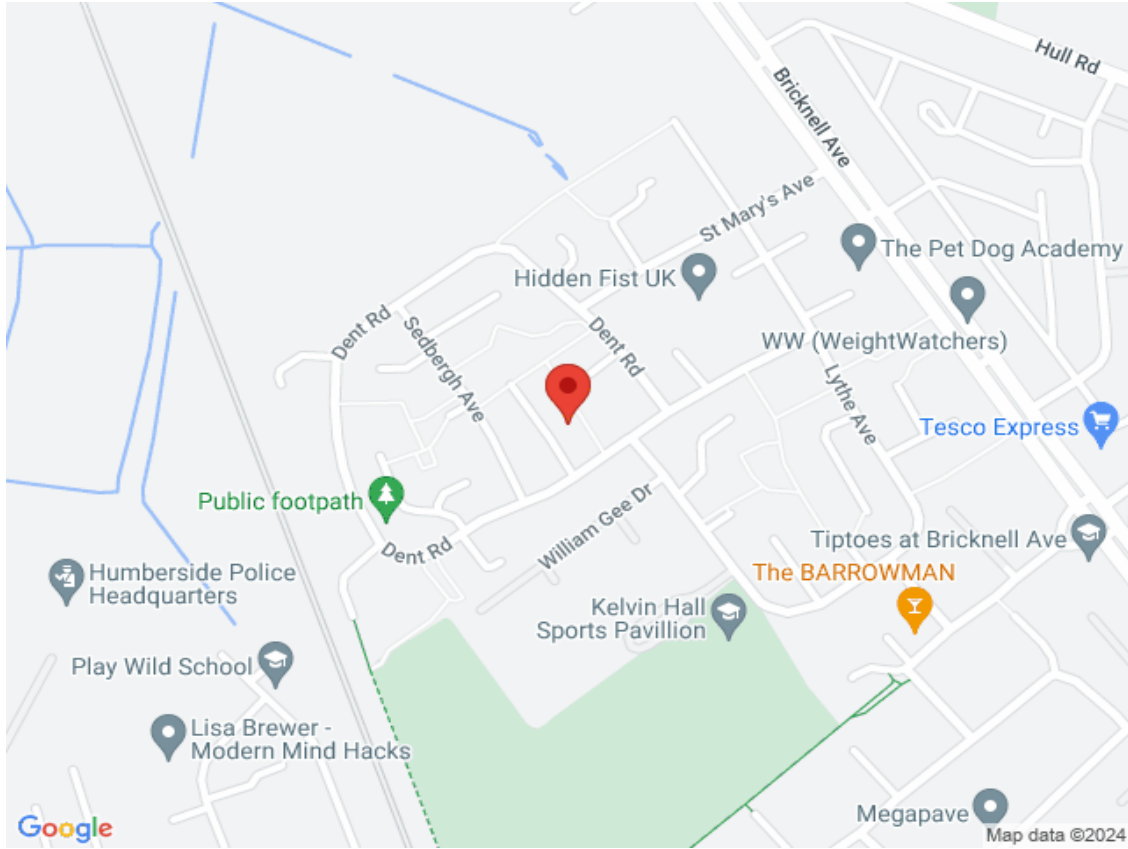 Hull Rd
Bricknell Ave
St Mary's Ave
The Pet Dog Academy
Hidden Fist UK
Dent Rd
Sedbergh Ave
Dent Rd
WW (WeightWatchers)
Lythe Ave
Tesco Express
Public footpath
William Gee Dr
Dent Rd
Tiptoes at Bricknell Ave
Humberside Police
Headquarters
The BARROWMAN
Kelvin Hall
Sports Pavillion
Play Wild School
Lisa Brewer -
Modern Mind Hacks
Megapave
Google
Map data ©2024